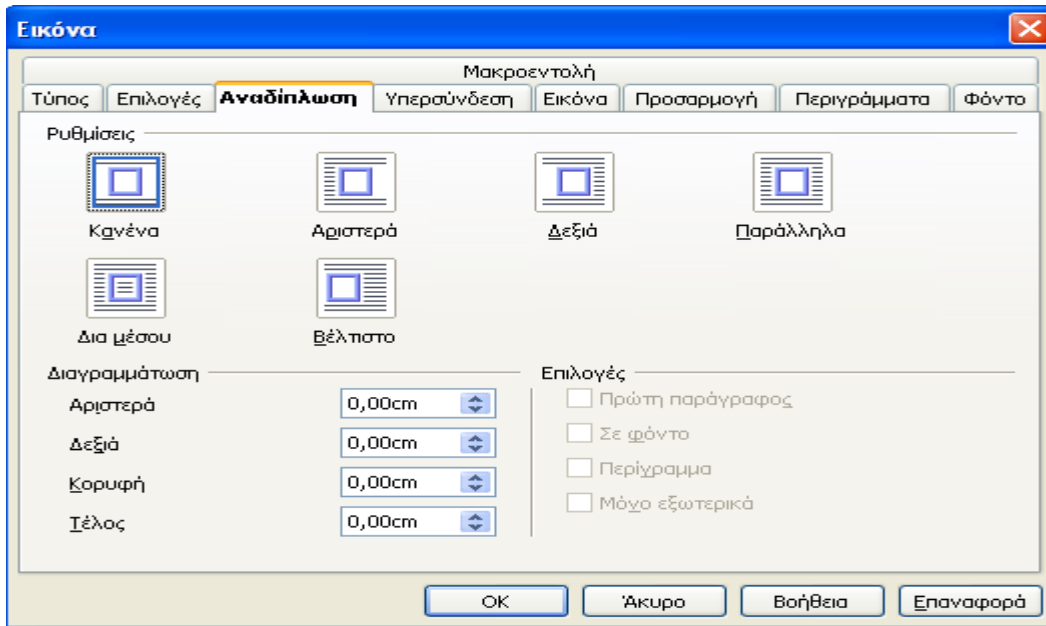 Εικόνα
Μακροεντολή
Τύπος Επιλογές Αναδίπλωση Υπερσύνδεση Εικόνα Προσαρμογή Περιγράμματα Φόντο
Ρυθμίσεις
Κανένα Αριστερά Δεξιά Παράλληλα
Δια μέσου Βέλτιστο
Διαγραμμάτωση Επιλογές
Αριστερά 0,00cm Πρώτη παράγραφος
Δεξιά 0,00cm Σε φόντο
Κορυφή 0,00cm Περίγραμμα
Τέλος 0,00cm Μόνο εξωτερικά
OK Άκυρο Βοήθεια Επαναφορά